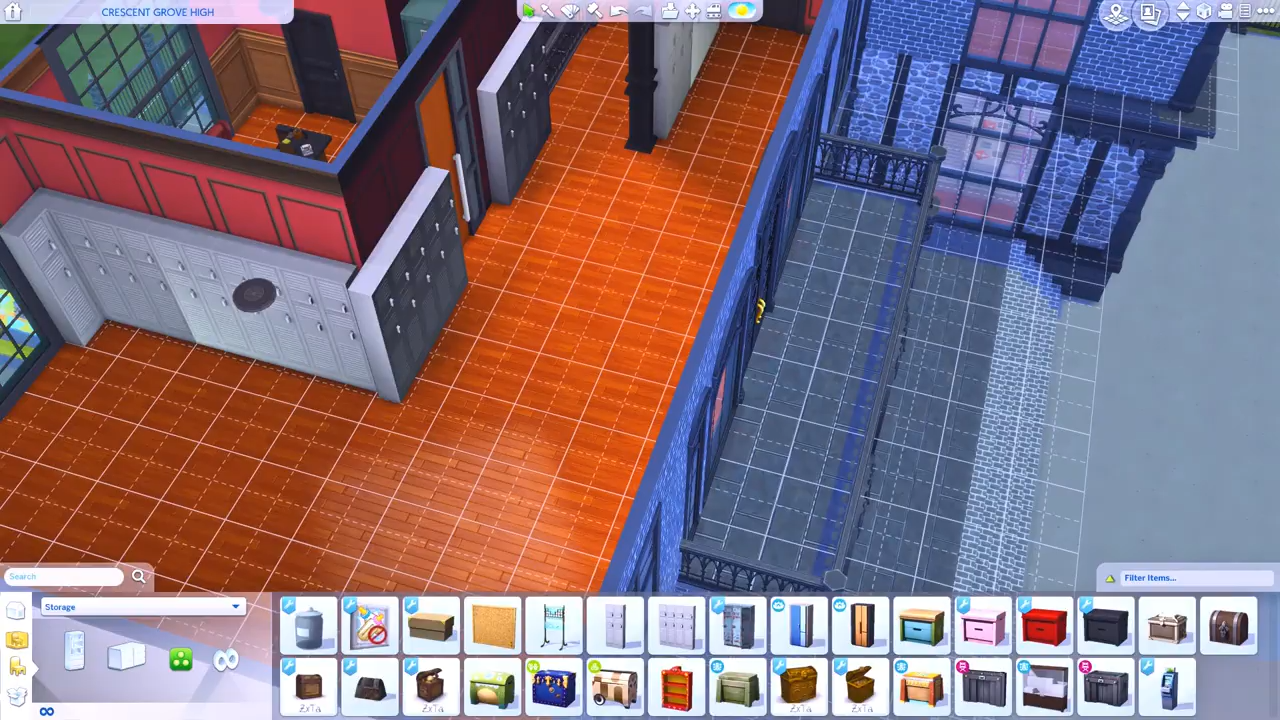 CRESCENT GROVE HIGH
Search
Filter Items...
Storage
ZxTa
ZxTa
ZxTa
ZxTa